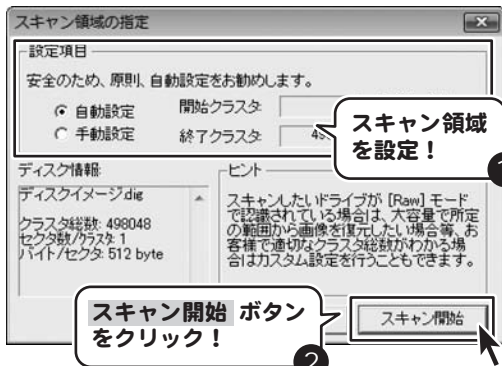 スキャン領域の指定
設定項目
安全のため、原則、自動設定をお勧めします。
自動設定
開始クラスタ:
手動設定
終了クラスタ:
スキャン領域
を設定！
ディスク情報:
ディスクイメージ.dig
クラスタ総数: 498048
セクタ数/クラスタ: 1
バイト/セクタ: 512 byte
ヒント
スキャンしたいドライブが [Raw] モード
で認識されている場合は、大容量で所定
の範囲から画像を復元したい場合等、お
客様で適切なクラスタ総数がわかる場
合はカスタム設定を行うこともできます。
スキャン開始 ボタン
をクリック！
2
スキャン開始